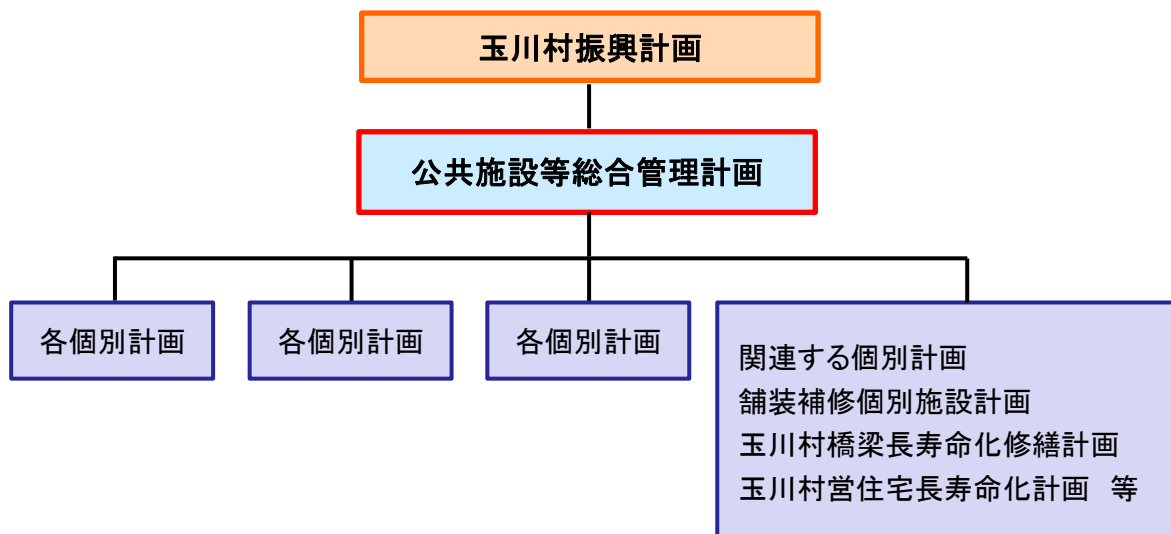 玉川村振興計画
公共施設等総合管理計画
各個別計画
各個別計画
各個別計画
関連する個別計画
舗装補修個別施設計画
玉川村橋梁長寿命化修繕計画
玉川村営住宅長寿命化計画　等